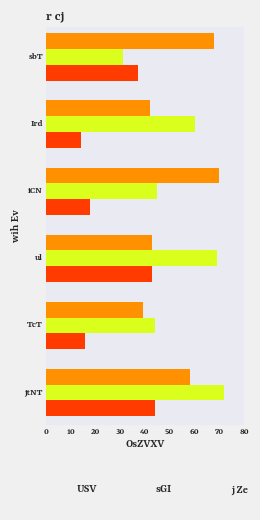 r cj
sbT
Ird
iCN
ul
TcT
jtNT
wih Ev
0 10 20 30 40 50 60 70 80
OsZVXV
USV sGI j Zc